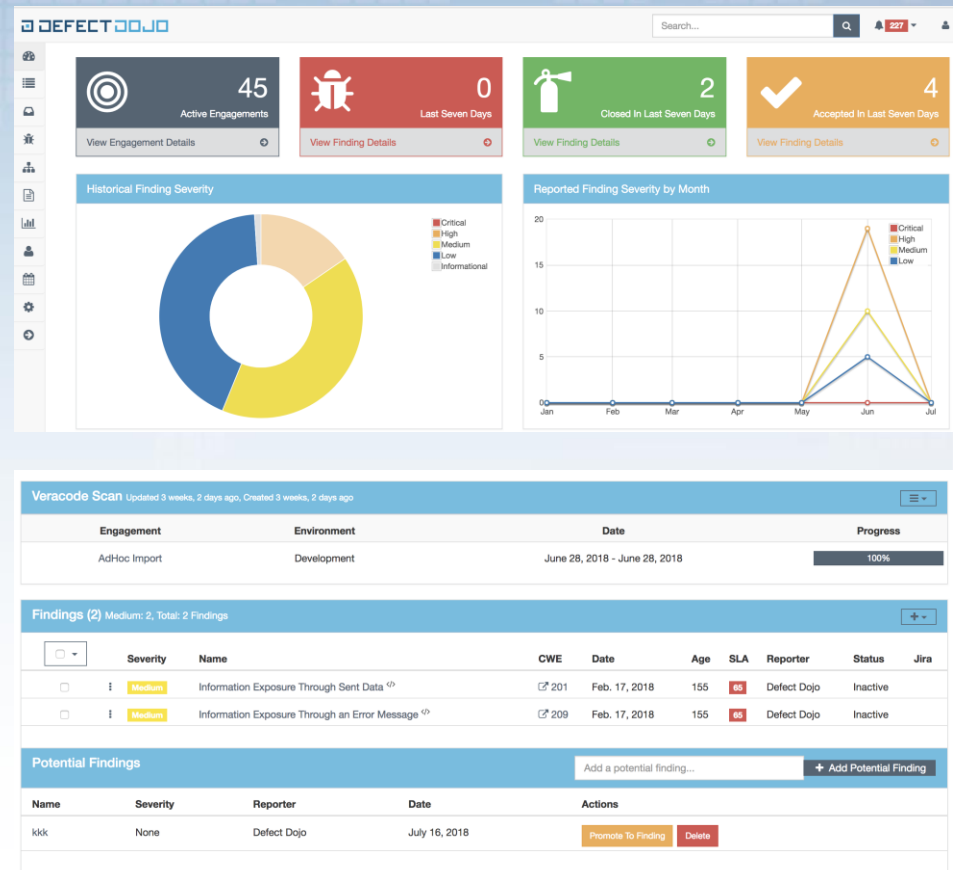 DEFECTDOJO
Search...
227
45
Active Engagements
View Engagement Details
0
Last Seven Days
View Finding Details
2
Closed In Last Seven Days
View Finding Details
4
Accepted In Last Seven Days
View Finding Details
Historical Finding Severity
Critical
High
Medium
Low
Informational
Reported Finding Severity by Month
20
15
10
5
0
Critical
High
Medium
Low
Jan Feb Mar Apr May Jun Jul
Veracode Scan Updated 3 weeks, 2 days ago, Created 3 weeks, 2 days ago
Engagement Environment Date Progress
AdHoc Import Development June 28, 2018 - June 28, 2018 100%
Findings (2) Medium: 2, Total: 2 Findings
Severity Name CWE Date Age SLA Reporter Status Jira
Medium Information Exposure Through Sent Data </> 201 Feb. 17, 2018 155 65 Defect Dojo Inactive
Medium Information Exposure Through an Error Message </> 209 Feb. 17, 2018 155 65 Defect Dojo Inactive
Potential Findings Add a potential finding... + Add Potential Finding
Name Severity Reporter Date Actions
kkk None Defect Dojo July 16, 2018 Promote To Finding Delete